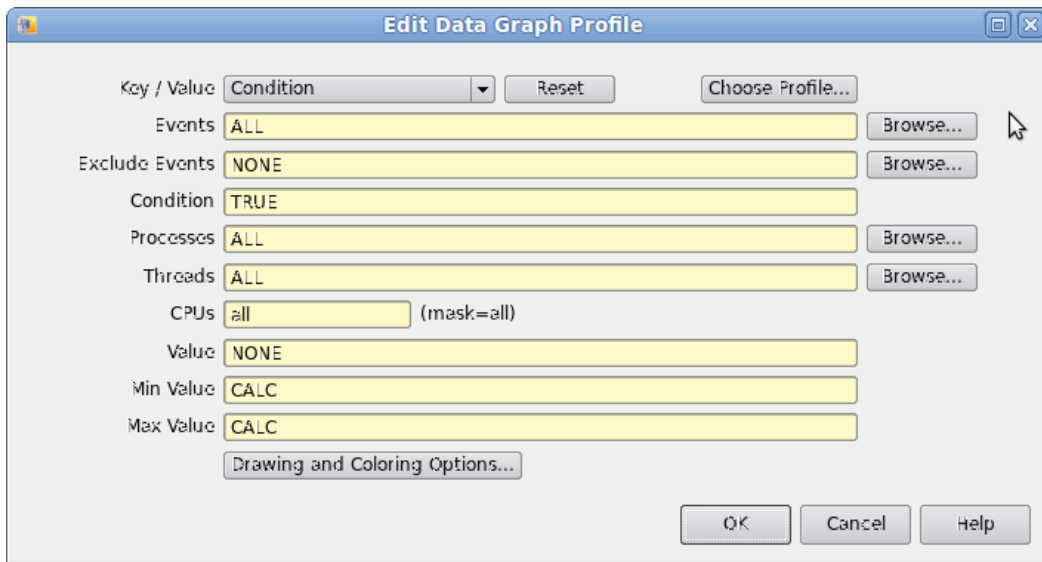 Edit Data Graph Profile
Key / Value Condition Reset Choose Profile...
Events ALL Browse...
Exclude Events NONE Browse...
Condition TRUE
Processes ALL Browse...
Threads ALL Browse...
CPUs all (mask=all)
Value NONE
Min Value CALC
Max Value CALC
Drawing and Coloring Options...
OK Cancel Help